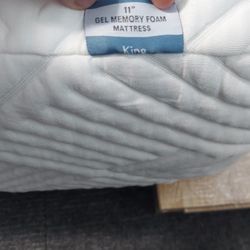 11"
GEL MEMORY FOAM
MATTRESS
King